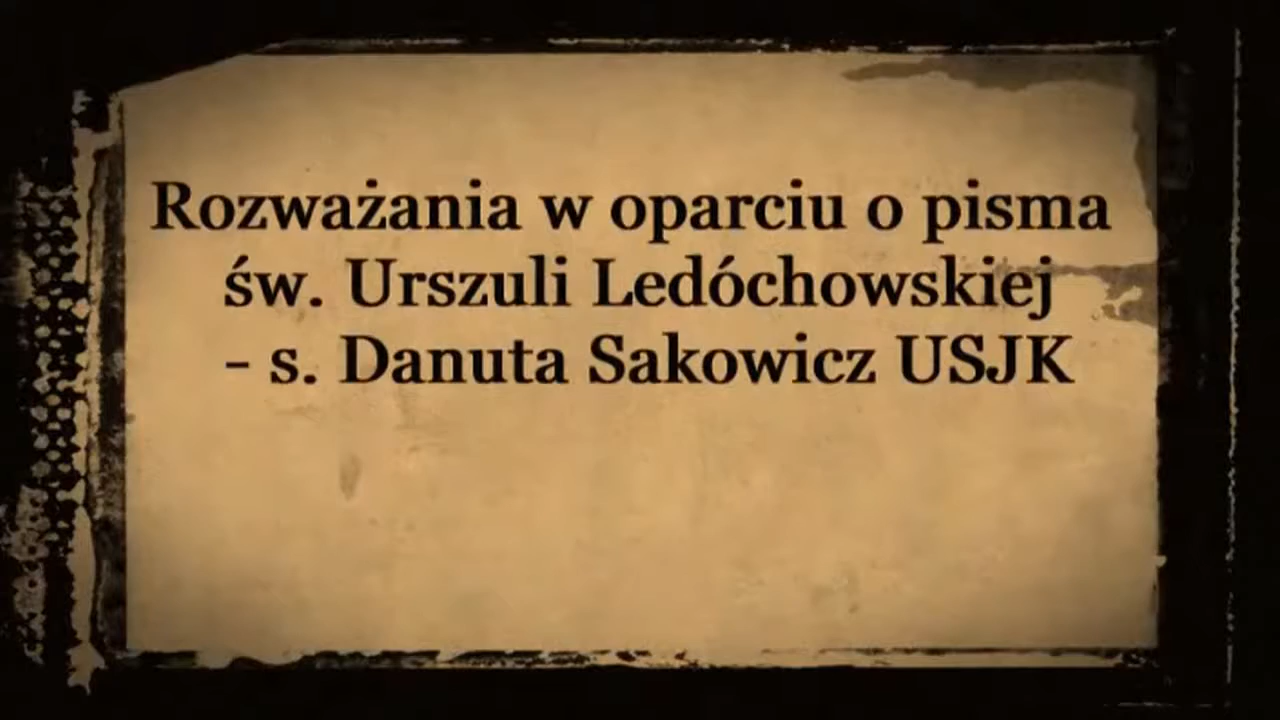 Rozważania w oparciu o pisma
św. Urszuli Ledóchowskiej
– s. Danuta Sakowicz USJK